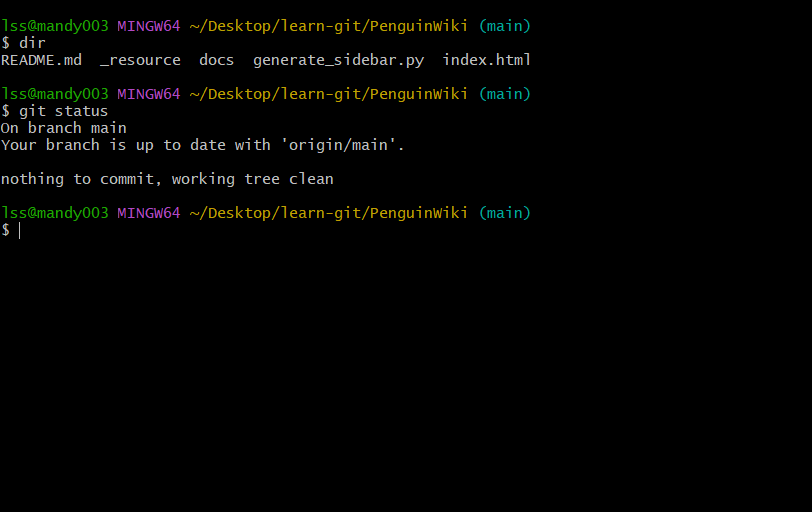 lss@mandy003 MINGW64 ~/Desktop/learn-git/PenguinWiki (main)
$ dir
README.md  _resource  docs  generate_sidebar.py  index.html
lss@mandy003 MINGW64 ~/Desktop/learn-git/PenguinWiki (main)
$ git status
On branch main
Your branch is up to date with 'origin/main'.
nothing to commit, working tree clean
lss@mandy003 MINGW64 ~/Desktop/learn-git/PenguinWiki (main)
$